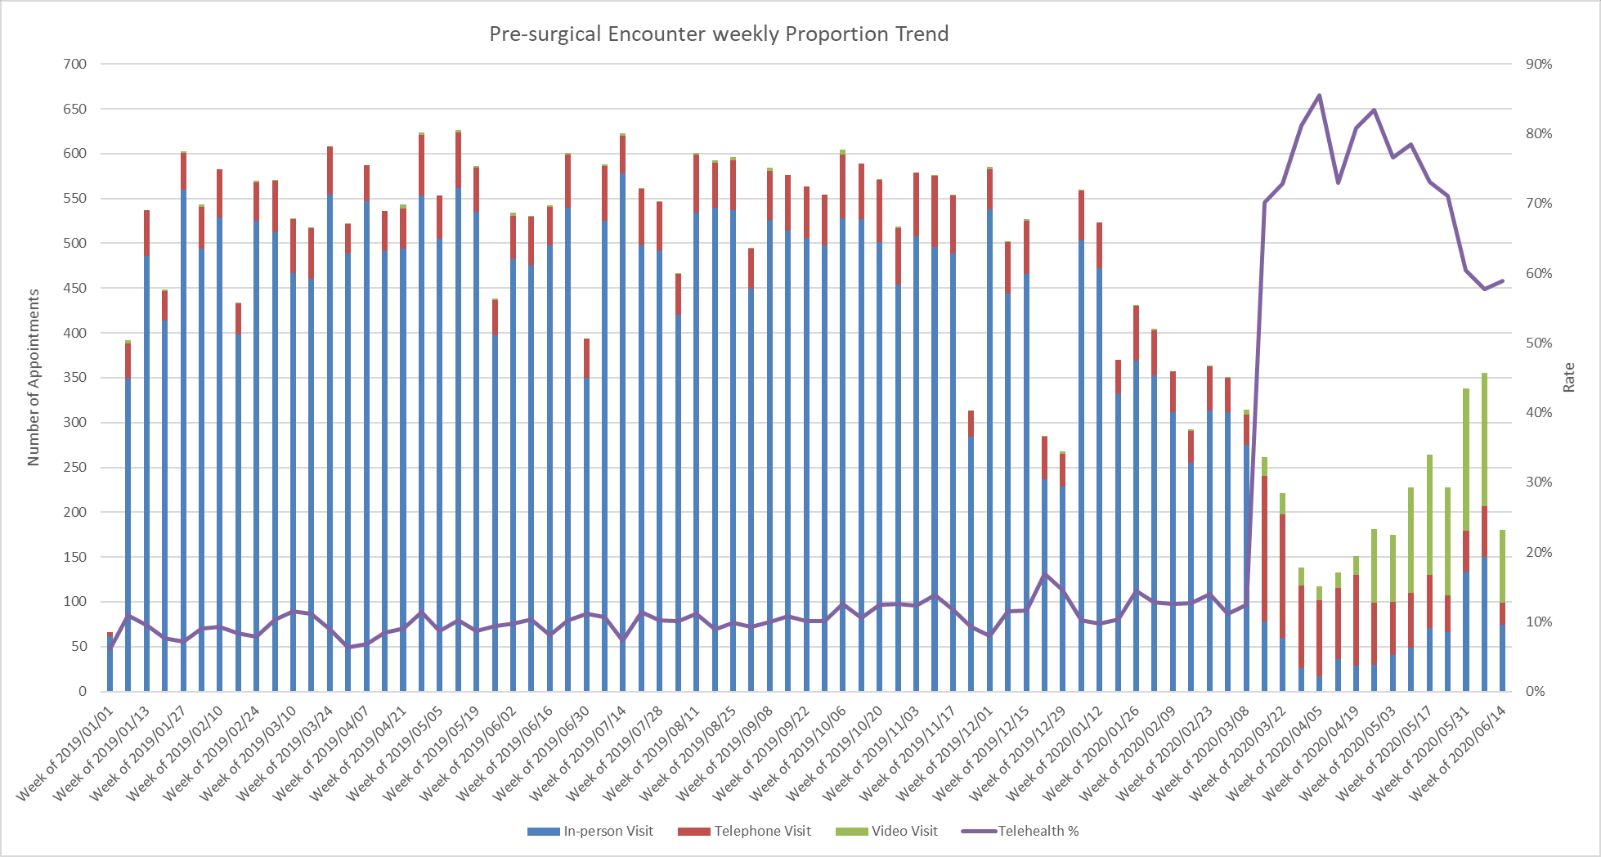 Pre-surgical Encounter weekly Proportion Trend
Number of Appointments
700
650
600
550
500
450
400
350
300
250
200
150
100
50
0
90%
80%
70%
60%
50%
40%
30%
20%
10%
0%
Rate
Week of 2019/01/01
Week of 2019/01/13
Week of 2019/01/27
Week of 2019/02/10
Week of 2019/02/24
Week of 2019/03/10
Week of 2019/03/24
Week of 2019/04/07
Week of 2019/04/21
Week of 2019/05/05
Week of 2019/05/19
Week of 2019/06/02
Week of 2019/06/16
Week of 2019/06/30
Week of 2019/07/14
Week of 2019/07/28
Week of 2019/08/11
Week of 2019/08/25
Week of 2019/09/08
Week of 2019/09/22
Week of 2019/10/06
Week of 2019/10/20
Week of 2019/11/03
Week of 2019/11/17
Week of 2019/12/01
Week of 2019/12/15
Week of 2019/12/29
Week of 2020/01/12
Week of 2020/01/26
Week of 2020/02/09
Week of 2020/02/23
Week of 2020/03/08
Week of 2020/03/22
Week of 2020/04/05
Week of 2020/04/19
Week of 2020/05/03
Week of 2020/05/17
Week of 2020/05/31
Week of 2020/06/14
In-person Visit
Telephone Visit
Video Visit
Telehealth %